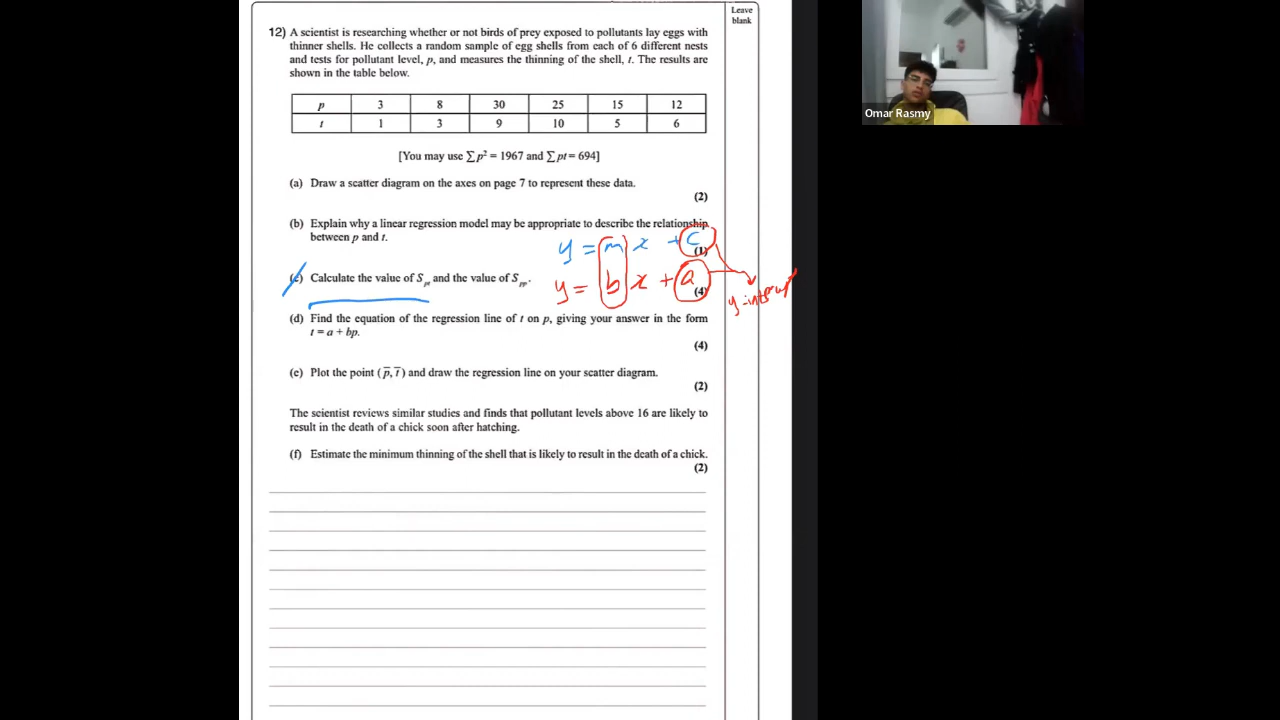 Leave
blank
12) A scientist is researching whether or not birds of prey exposed to pollutants lay eggs with
thinner shells. He collects a random sample of egg shells from each of 6 different nests
and tests for pollutant level, p, and measures the thinning of the shell, t. The results are
shown in the table below.
p 3 8 30 25 15 12
t 1 3 9 10 5 6
[You may use ∑p² = 1967 and ∑pt = 694]
(a) Draw a scatter diagram on the axes on page 7 to represent these data.
(2)
(b) Explain why a linear regression model may be appropriate to describe the relationship
between p and t.
(1)
y = m x + c
(c) Calculate the value of Spt and the value of Spp.
(4)
y = b x + a
y-intercept
(d) Find the equation of the regression line of t on p, giving your answer in the form
t = a + bp.
(4)
(e) Plot the point (p̄, t̄) and draw the regression line on your scatter diagram.
(2)
The scientist reviews similar studies and finds that pollutant levels above 16 are likely to
result in the death of a chick soon after hatching.
(f) Estimate the minimum thinning of the shell that is likely to result in the death of a chick.
(2)
Omar Rasmy